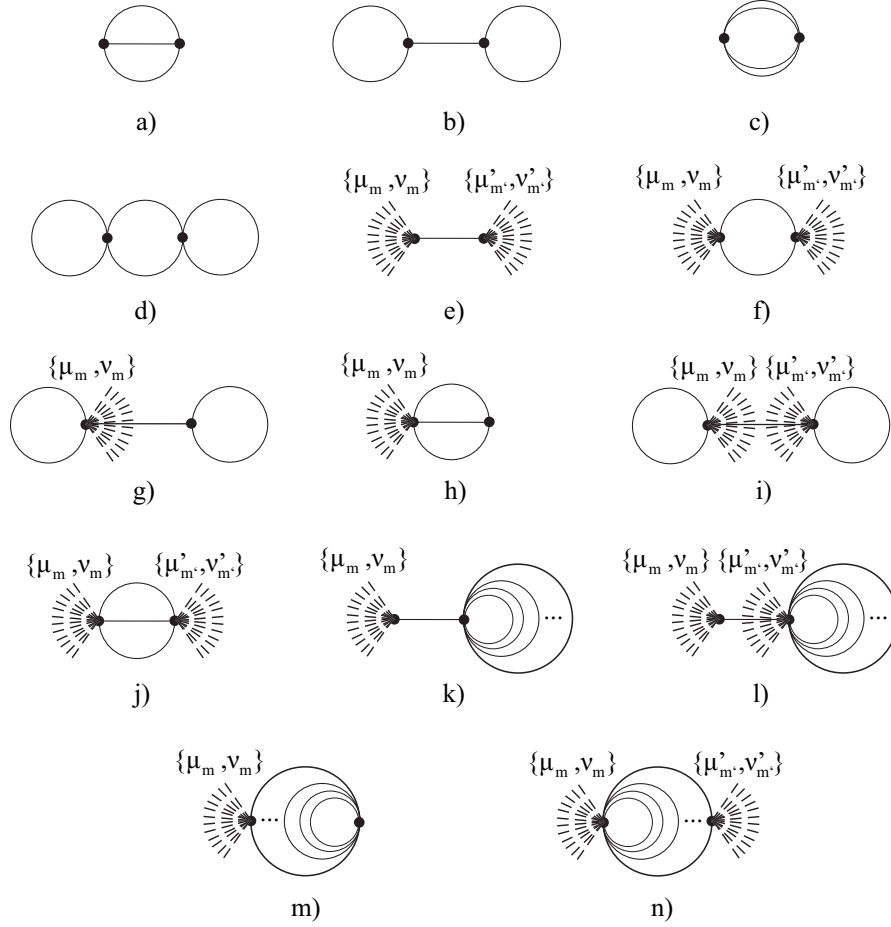 a) b) c)
{μₘ ,νₘ} {μ'ₘ‘,ν'ₘ‘} {μₘ ,νₘ} {μ'ₘ‘,ν'ₘ‘}
d) e) f)
{μₘ ,νₘ} {μₘ ,νₘ} {μₘ ,νₘ} {μ'ₘ‘,ν'ₘ‘}
g) h) i)
{μₘ ,νₘ} {μ'ₘ‘,ν'ₘ‘} {μₘ ,νₘ} {μₘ ,νₘ} {μ'ₘ‘,ν'ₘ‘}
... ...
j) k) l)
{μₘ ,νₘ} {μₘ ,νₘ} {μ'ₘ‘,ν'ₘ‘}
... ...
m) n)